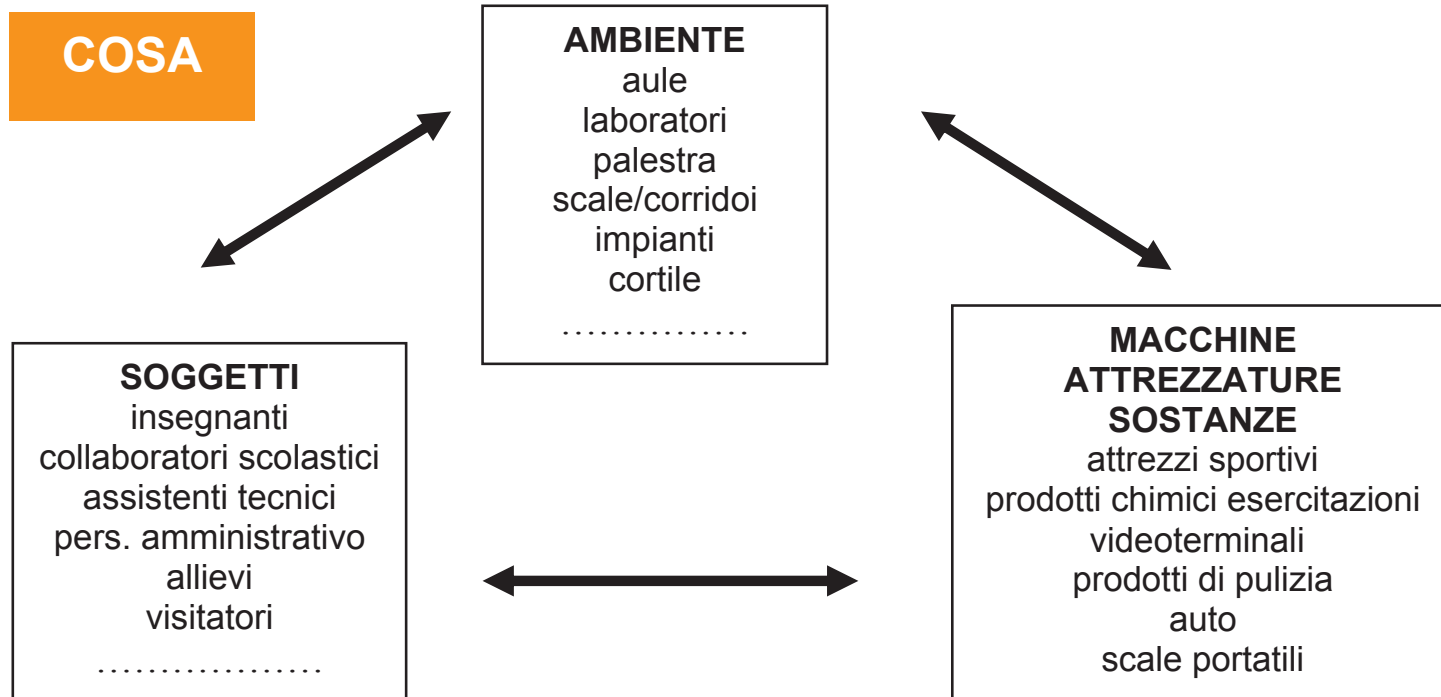 COSA
AMBIENTE
aule
laboratori
palestra
scale/corridoi
impianti
cortile
...............
SOGGETTI
insegnanti
collaboratori scolastici
assistenti tecnici
pers. amministrativo
allievi
visitatori
..................
MACCHINE
ATTREZZATURE
SOSTANZE
attrezzi sportivi
prodotti chimici esercitazioni
videoterminali
prodotti di pulizia
auto
scale portatili